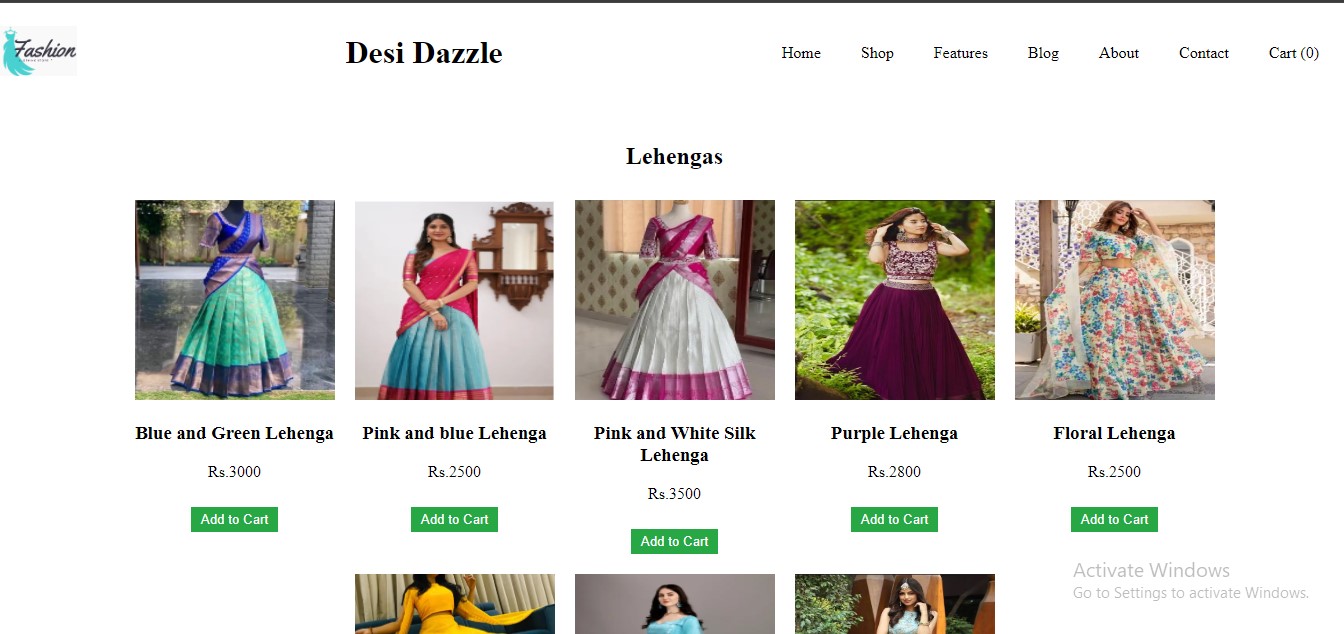 Fashion
Desi Dazzle
Home Shop Features Blog About Contact Cart (0)
Lehengas
Blue and Green Lehenga
Rs.3000
Add to Cart
Pink and blue Lehenga
Rs.2500
Add to Cart
Pink and White Silk
Lehenga
Rs.3500
Add to Cart
Purple Lehenga
Rs.2800
Add to Cart
Floral Lehenga
Rs.2500
Add to Cart
Activate Windows
Go to Settings to activate Windows.